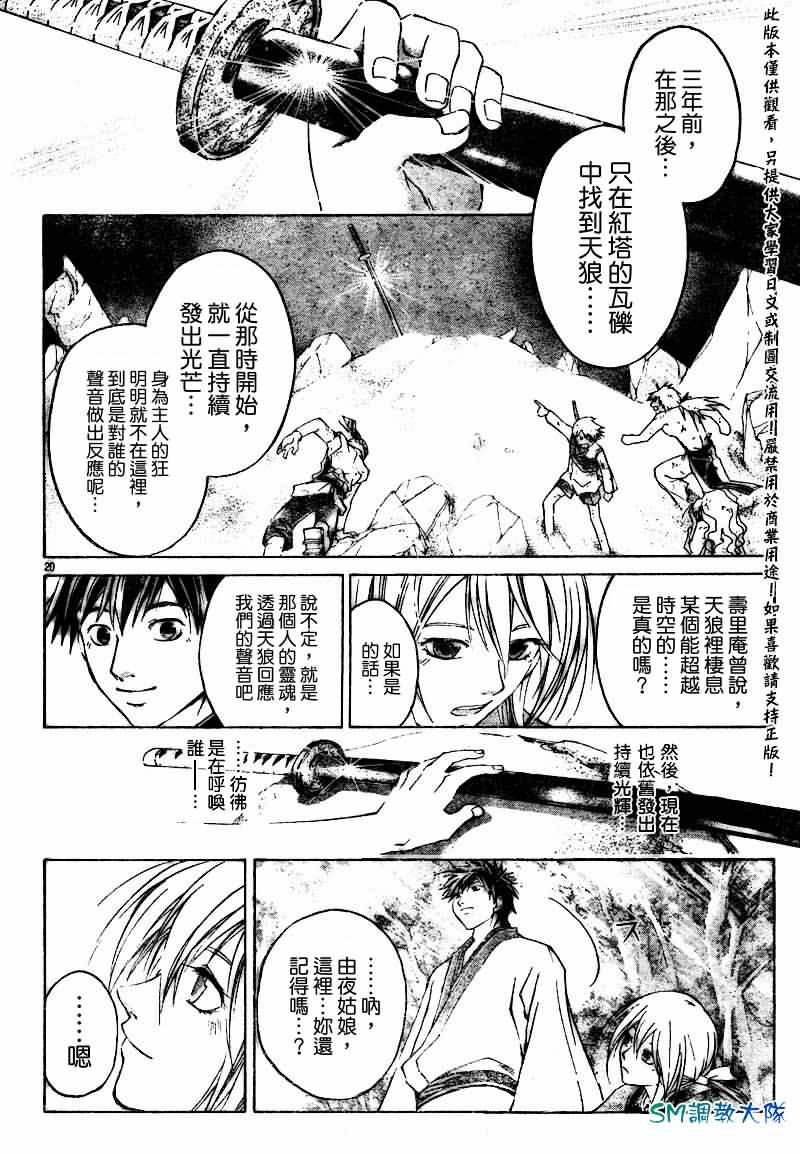 三年前，
在那之後…
只在紅塔的瓦礫
中找到天狼……
從那時開始，
就一直持續
發出光芒…
身為主人的狂
明明就不在這裡，
到底是對誰的
聲音做出反應呢…
20
壽里庵曾說，
天狼裡棲息
某個能超越
時空的……
是真的嗎？
如果是
的話…
說不定，就是
那個人的靈魂，
透過天狼回應
我們的聲音吧
然後，現在
也依舊發出
持續光輝…
……彷彿
是在呼喚
誰——
ス
……吶，
由夜姑娘，
這裡…妳還
記得嗎…？
……嗯
此版本僅供觀看，另提供大家學習日文或制圖交流用!!嚴禁用於商業用途!如果喜歡請支持正版!
SM調教大隊